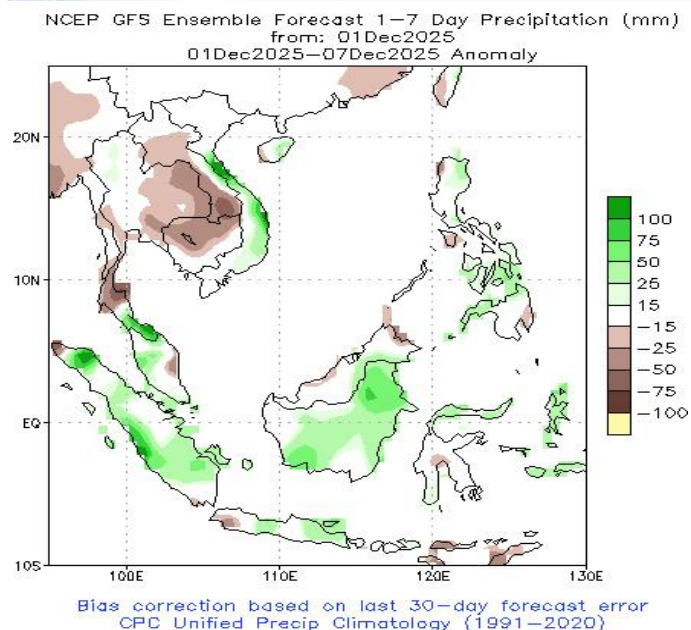 NCEP GFS Ensemble Forecast 1–7 Day Precipitation (mm)
from: 01Dec2025
01Dec2025–07Dec2025 Anomaly
20N
10N
EQ
10S
100E
110E
120E
130E
100
75
50
25
15
−15
−25
−50
−75
−100
Bias correction based on last 30-day forecast error
CPC Unified Precip Climatology (1991–2020)